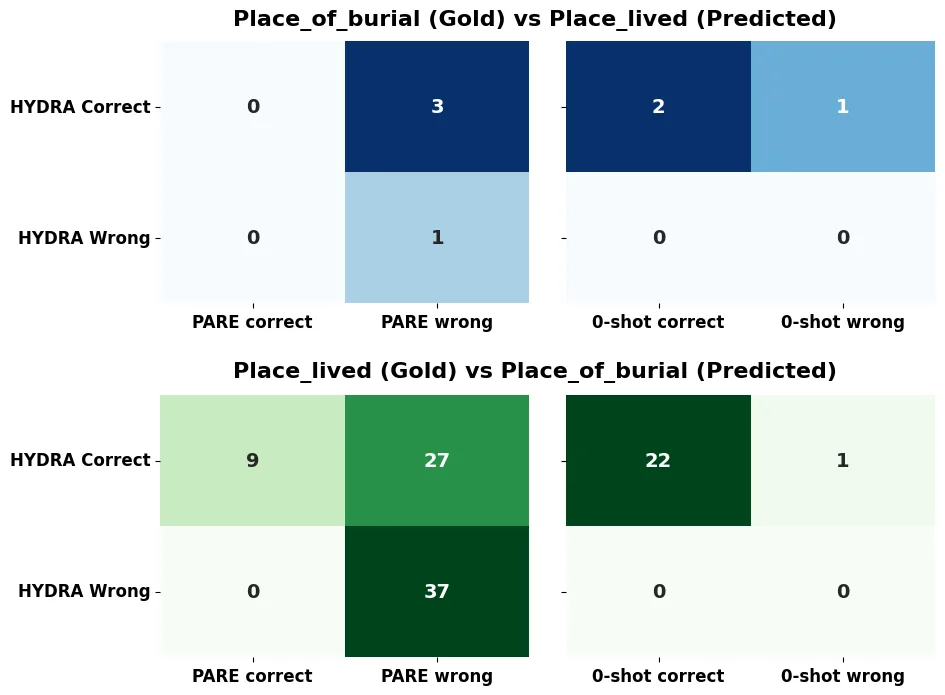 Place_of_burial (Gold) vs Place_lived (Predicted)
HYDRA Correct 0 3 2 1
HYDRA Wrong 0 1 0 0
PARE correct PARE wrong 0-shot correct 0-shot wrong
Place_lived (Gold) vs Place_of_burial (Predicted)
HYDRA Correct 9 27 22 1
HYDRA Wrong 0 37 0 0
PARE correct PARE wrong 0-shot correct 0-shot wrong